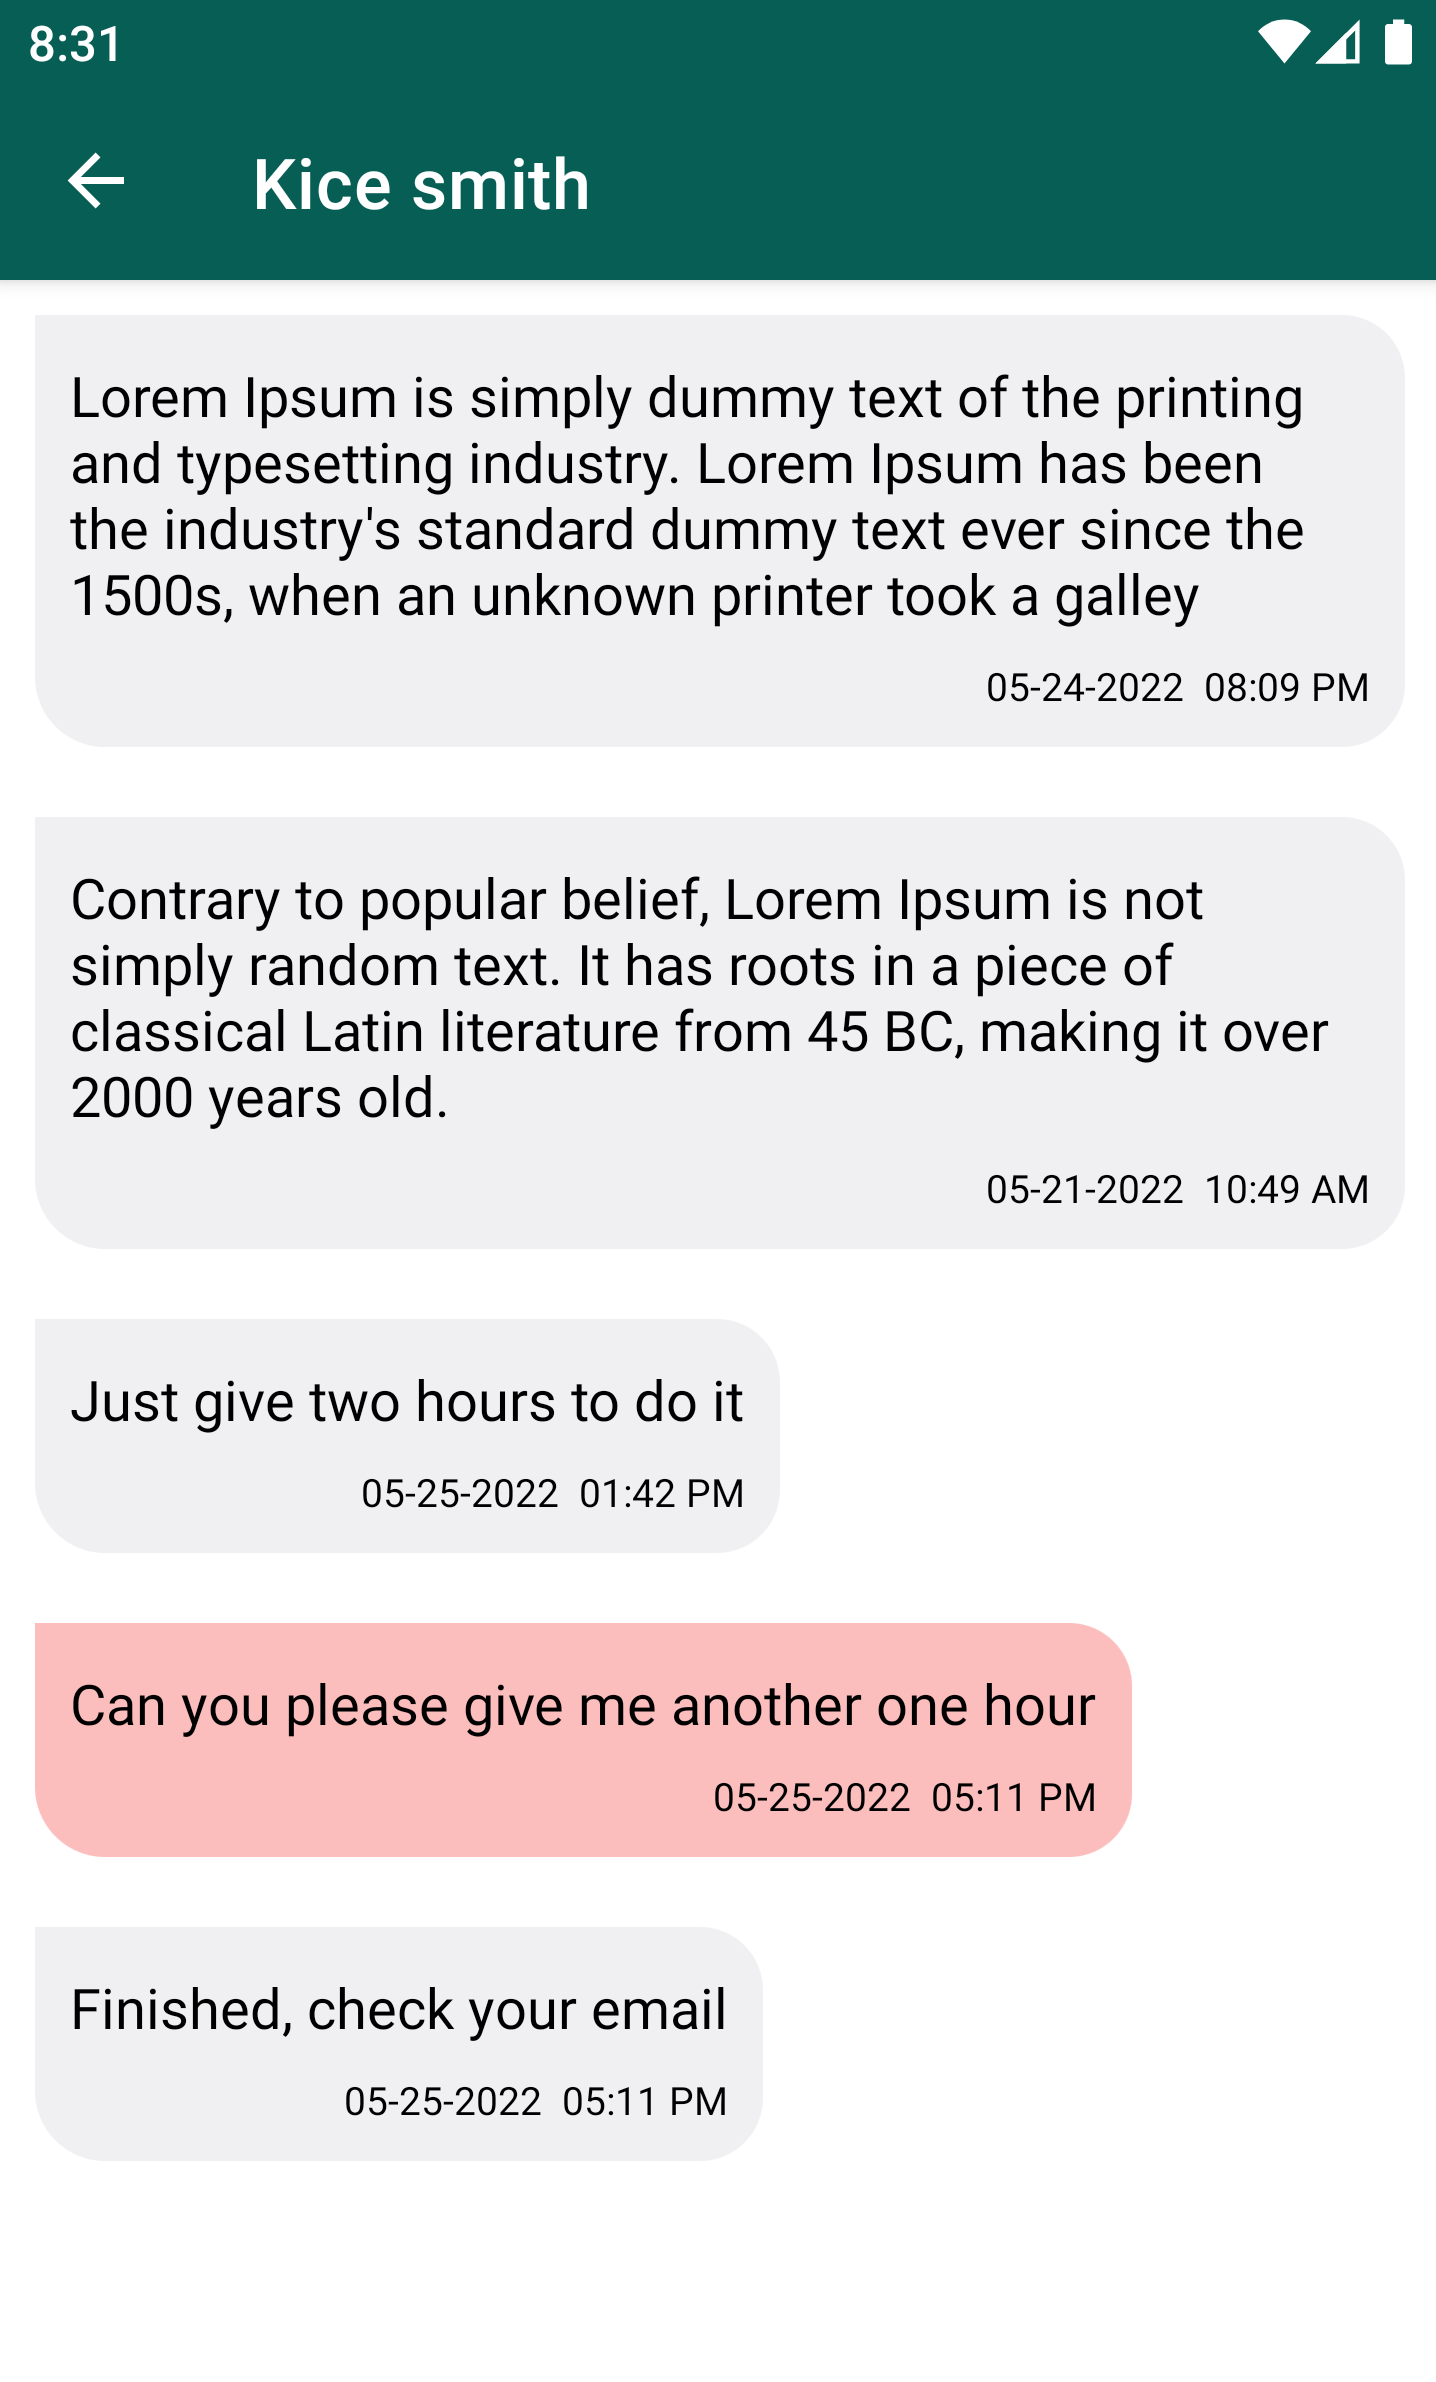 8:31
Kice smith
Lorem Ipsum is simply dummy text of the printing
and typesetting industry. Lorem Ipsum has been
the industry's standard dummy text ever since the
1500s, when an unknown printer took a galley
05-24-2022  08:09 PM
Contrary to popular belief, Lorem Ipsum is not
simply random text. It has roots in a piece of
classical Latin literature from 45 BC, making it over
2000 years old.
05-21-2022  10:49 AM
Just give two hours to do it
05-25-2022  01:42 PM
Can you please give me another one hour
05-25-2022  05:11 PM
Finished, check your email
05-25-2022  05:11 PM